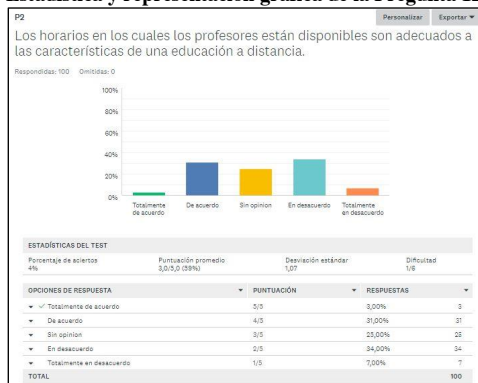 Estadística y representación gráfica de la Pregunta
P2
Personalizar
Exportar
Los horarios en los cuales los profesores están disponibles son adecuados a
las características de una educación a distancia.
Respondidas: 100 Omitidas: 0
100%
80%
60%
40%
20%
0%
Totalmente de acuerdo
De acuerdo
Sin opinion
En desacuerdo
Totalmente en desacuerdo
ESTADÍSTICAS DEL TEST
Porcentaje de aciertos Puntuación promedio Desviación estándar Dificultad
4% 3,0/5,0 1,07 1/6
OPCIONES DE RESPUESTA PUNTUACIÓN RESPUESTAS
Totalmente de acuerdo 5/5 3,00% 3
De acuerdo 4/5 31,00% 31
Sin opinion 3/5 25,00% 25
En desacuerdo 2/5 34,00% 34
Totalmente en desacuerdo 1/5 7,00% 7
TOTAL 100